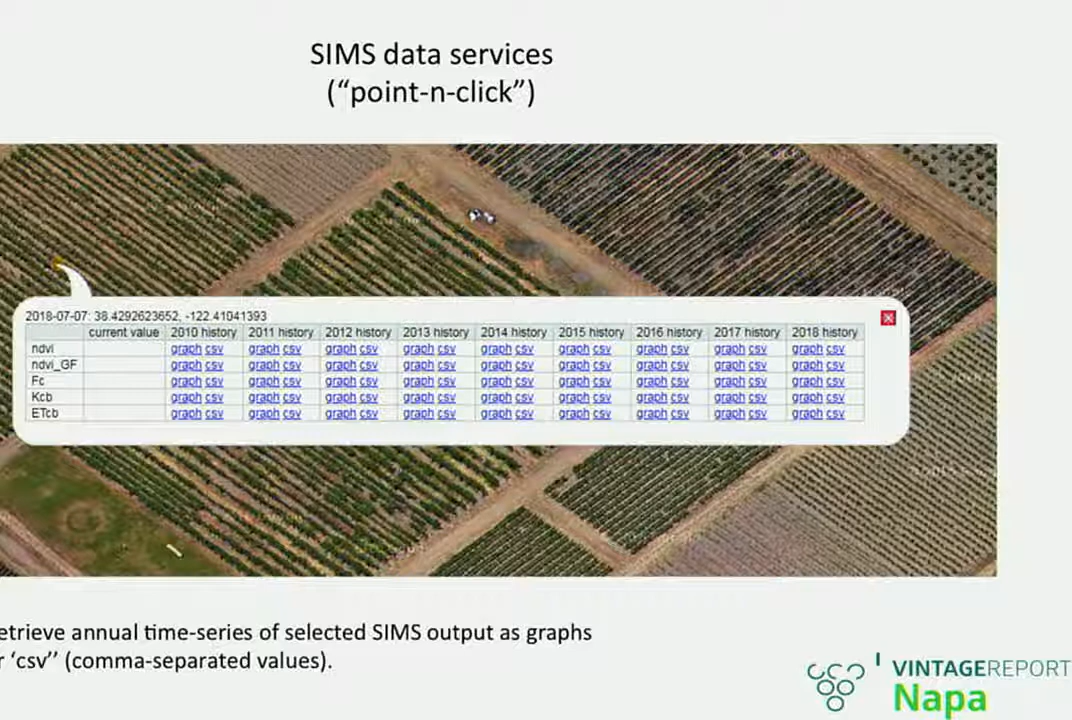 SIMS data services
(“point-n-click”)
2018-07-07: 38.4292623652, -122.41041393
current value 2010 history 2011 history 2012 history 2013 history 2014 history 2015 history 2016 history 2017 history 2018 history
ndvi graph csv graph csv graph csv graph csv graph csv graph csv graph csv graph csv graph csv
ndvi_GF graph csv graph csv graph csv graph csv graph csv graph csv graph csv graph csv graph csv
Fc graph csv graph csv graph csv graph csv graph csv graph csv graph csv graph csv graph csv
Kcb graph csv graph csv graph csv graph csv graph csv graph csv graph csv graph csv graph csv
ETcb graph csv graph csv graph csv graph csv graph csv graph csv graph csv graph csv graph csv
etrieve annual time-series of selected SIMS output as graphs
r ‘csv’’ (comma-separated values).
VINTAGEREPORT
Napa